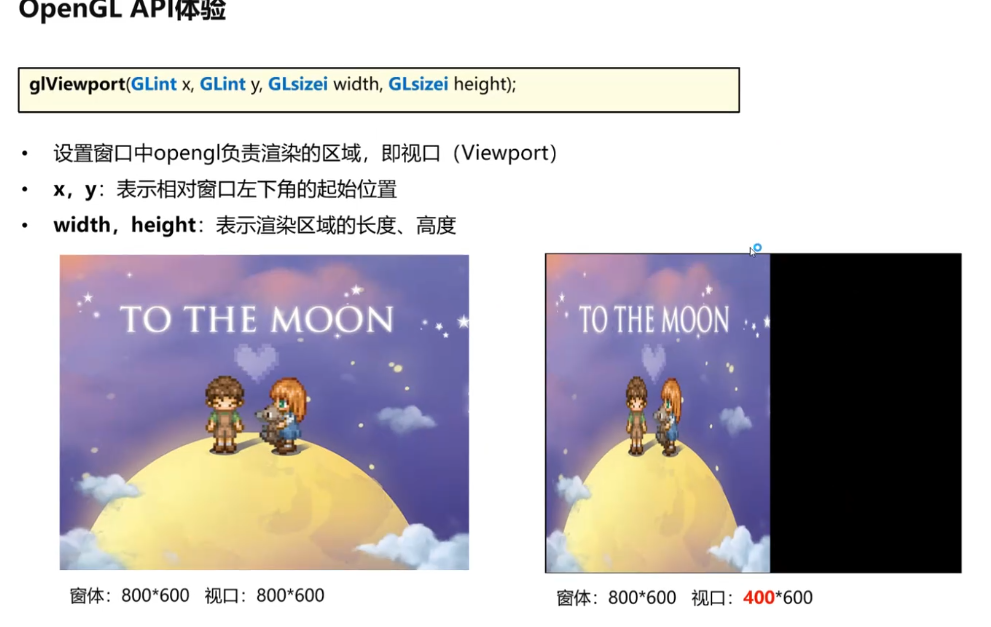 OpenGL API体验
glViewport(GLint x, GLint y, GLsizei width, GLsizei height);
• 设置窗口中opengl负责渲染的区域，即视口（Viewport）
• x，y：表示相对窗口左下角的起始位置
• width，height：表示渲染区域的长度、高度
TO THE MOON
TO THE MOON
窗体：800*600 视口：800*600
窗体：800*600 视口：400*600